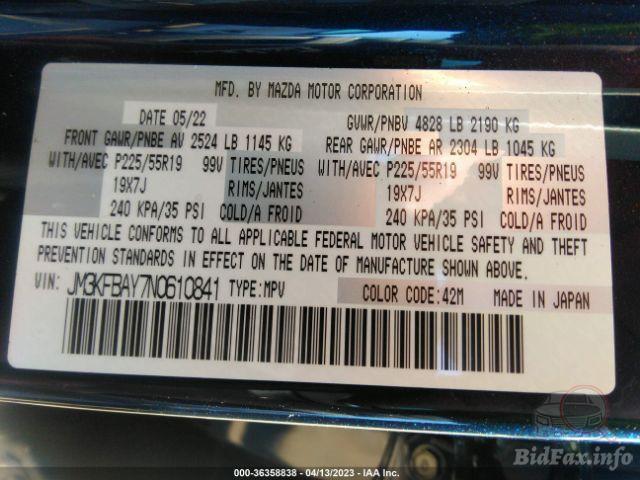 MFD. BY MAZDA MOTOR CORPORATION
DATE 05/22 GVWR/PNBV 4828 LB 2190 KG
FRONT GAWR/PNBE AV 2524 LB 1145 KG REAR GAWR/PNBE AR 2304 LB 1045 KG
WITH/AVEC P225/55R19 99V TIRES/PNEUS WITH/AVEC P225/55R19 99V TIRES/PNEUS
19X7J RIMS/JANTES 19X7J RIMS/JANTES
240 KPA/35 PSI COLD/A FROID 240 KPA/35 PSI COLD/A FROID
THIS VEHICLE CONFORMS TO ALL APPLICABLE FEDERAL MOTOR VEHICLE SAFETY AND THEFT
PREVENTION STANDARDS IN EFFECT ON THE DATE OF MANUFACTURE SHOWN ABOVE.
VIN: JM3KFBAY7N0610841 TYPE:MPV COLOR CODE:42M MADE IN JAPAN
BidFax.info
000-36358838 - 04/13/2023 - IAA Inc.